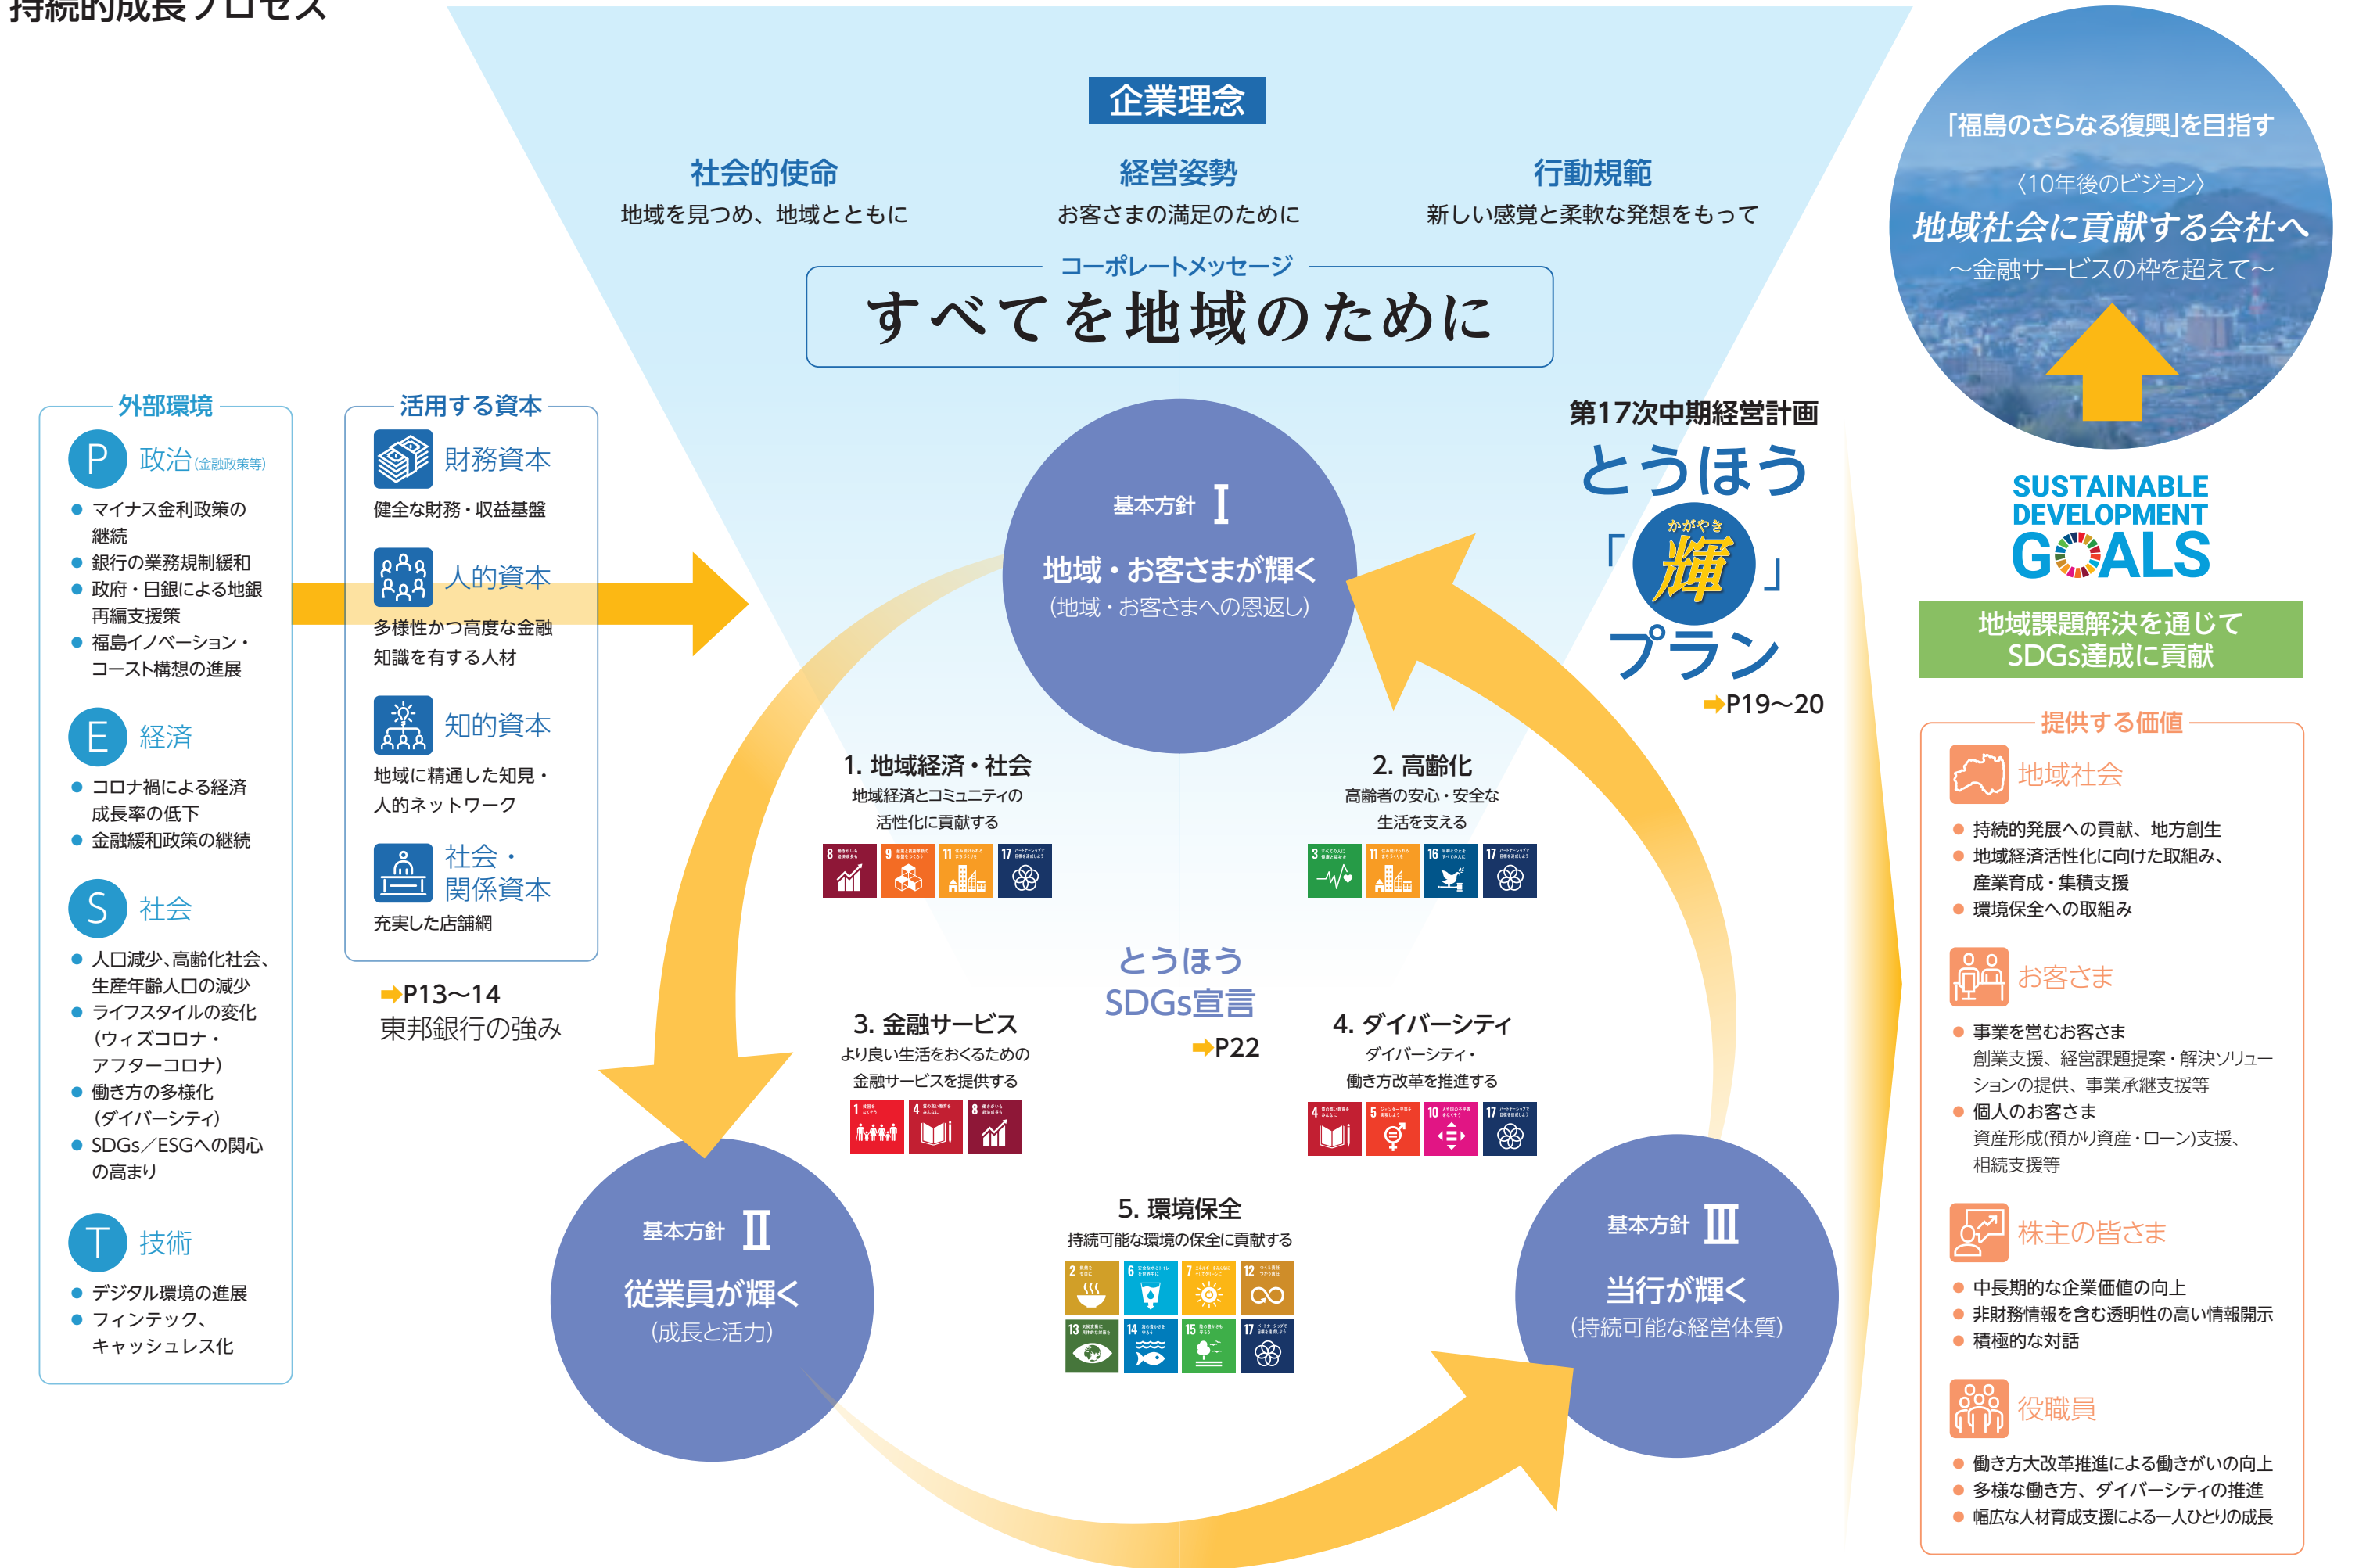 持続的成長プロセス
企業理念
社会的使命
地域を見つめ、地域とともに
経営姿勢
お客さまの満足のために
行動規範
新しい感覚と柔軟な発想をもって
コーポレートメッセージ
すべてを地域のために
外部環境
P 政治(金融政策等)
● マイナス金利政策の
継続
● 銀行の業務規制緩和
● 政府・日銀による地銀
再編支援策
● 福島イノベーション・
コースト構想の進展
E 経済
● コロナ禍による経済
成長率の低下
● 金融緩和政策の継続
S 社会
● 人口減少、高齢化社会、
生産年齢人口の減少
● ライフスタイルの変化
(ウィズコロナ・
アフターコロナ)
● 働き方の多様化
(ダイバーシティ)
● SDGs／ESGへの関心
の高まり
T 技術
● デジタル環境の進展
● フィンテック、
キャッシュレス化
活用する資本
財務資本
健全な財務・収益基盤
人的資本
多様性かつ高度な金融
知識を有する人材
知的資本
地域に精通した知見・
人的ネットワーク
社会・
関係資本
充実した店舗網
➡P13〜14
東邦銀行の強み
基本方針 Ⅰ
地域・お客さまが輝く
(地域・お客さまへの恩返し)
第17次中期経営計画
とうほう
かがやき
「輝」
プラン
➡P19〜20
1. 地域経済・社会
地域経済とコミュニティの
活性化に貢献する
8 9 11 17
2. 高齢化
高齢者の安心・安全な
生活を支える
3 11 16 17
とうほう
SDGs宣言
➡P22
3. 金融サービス
より良い生活をおくるための
金融サービスを提供する
1 4 8
4. ダイバーシティ
ダイバーシティ・
働き方改革を推進する
4 5 10 17
5. 環境保全
持続可能な環境の保全に貢献する
2 6 7 12
13 14 15 17
基本方針 Ⅱ
従業員が輝く
(成長と活力)
基本方針 Ⅲ
当行が輝く
(持続可能な経営体質)
「福島のさらなる復興」を目指す
〈10年後のビジョン〉
地域社会に貢献する会社へ
〜金融サービスの枠を超えて〜
SUSTAINABLE
DEVELOPMENT
GOALS
地域課題解決を通じて
SDGs達成に貢献
提供する価値
地域社会
● 持続的発展への貢献、地方創生
● 地域経済活性化に向けた取組み、
産業育成・集積支援
● 環境保全への取組み
お客さま
● 事業を営むお客さま
創業支援、経営課題提案・解決ソリュー
ションの提供、事業承継支援等
● 個人のお客さま
資産形成(預かり資産・ローン)支援、
相続支援等
株主の皆さま
● 中長期的な企業価値の向上
● 非財務情報を含む透明性の高い情報開示
● 積極的な対話
役職員
● 働き方大改革推進による働きがいの向上
● 多様な働き方、ダイバーシティの推進
● 幅広な人材育成支援による一人ひとりの成長